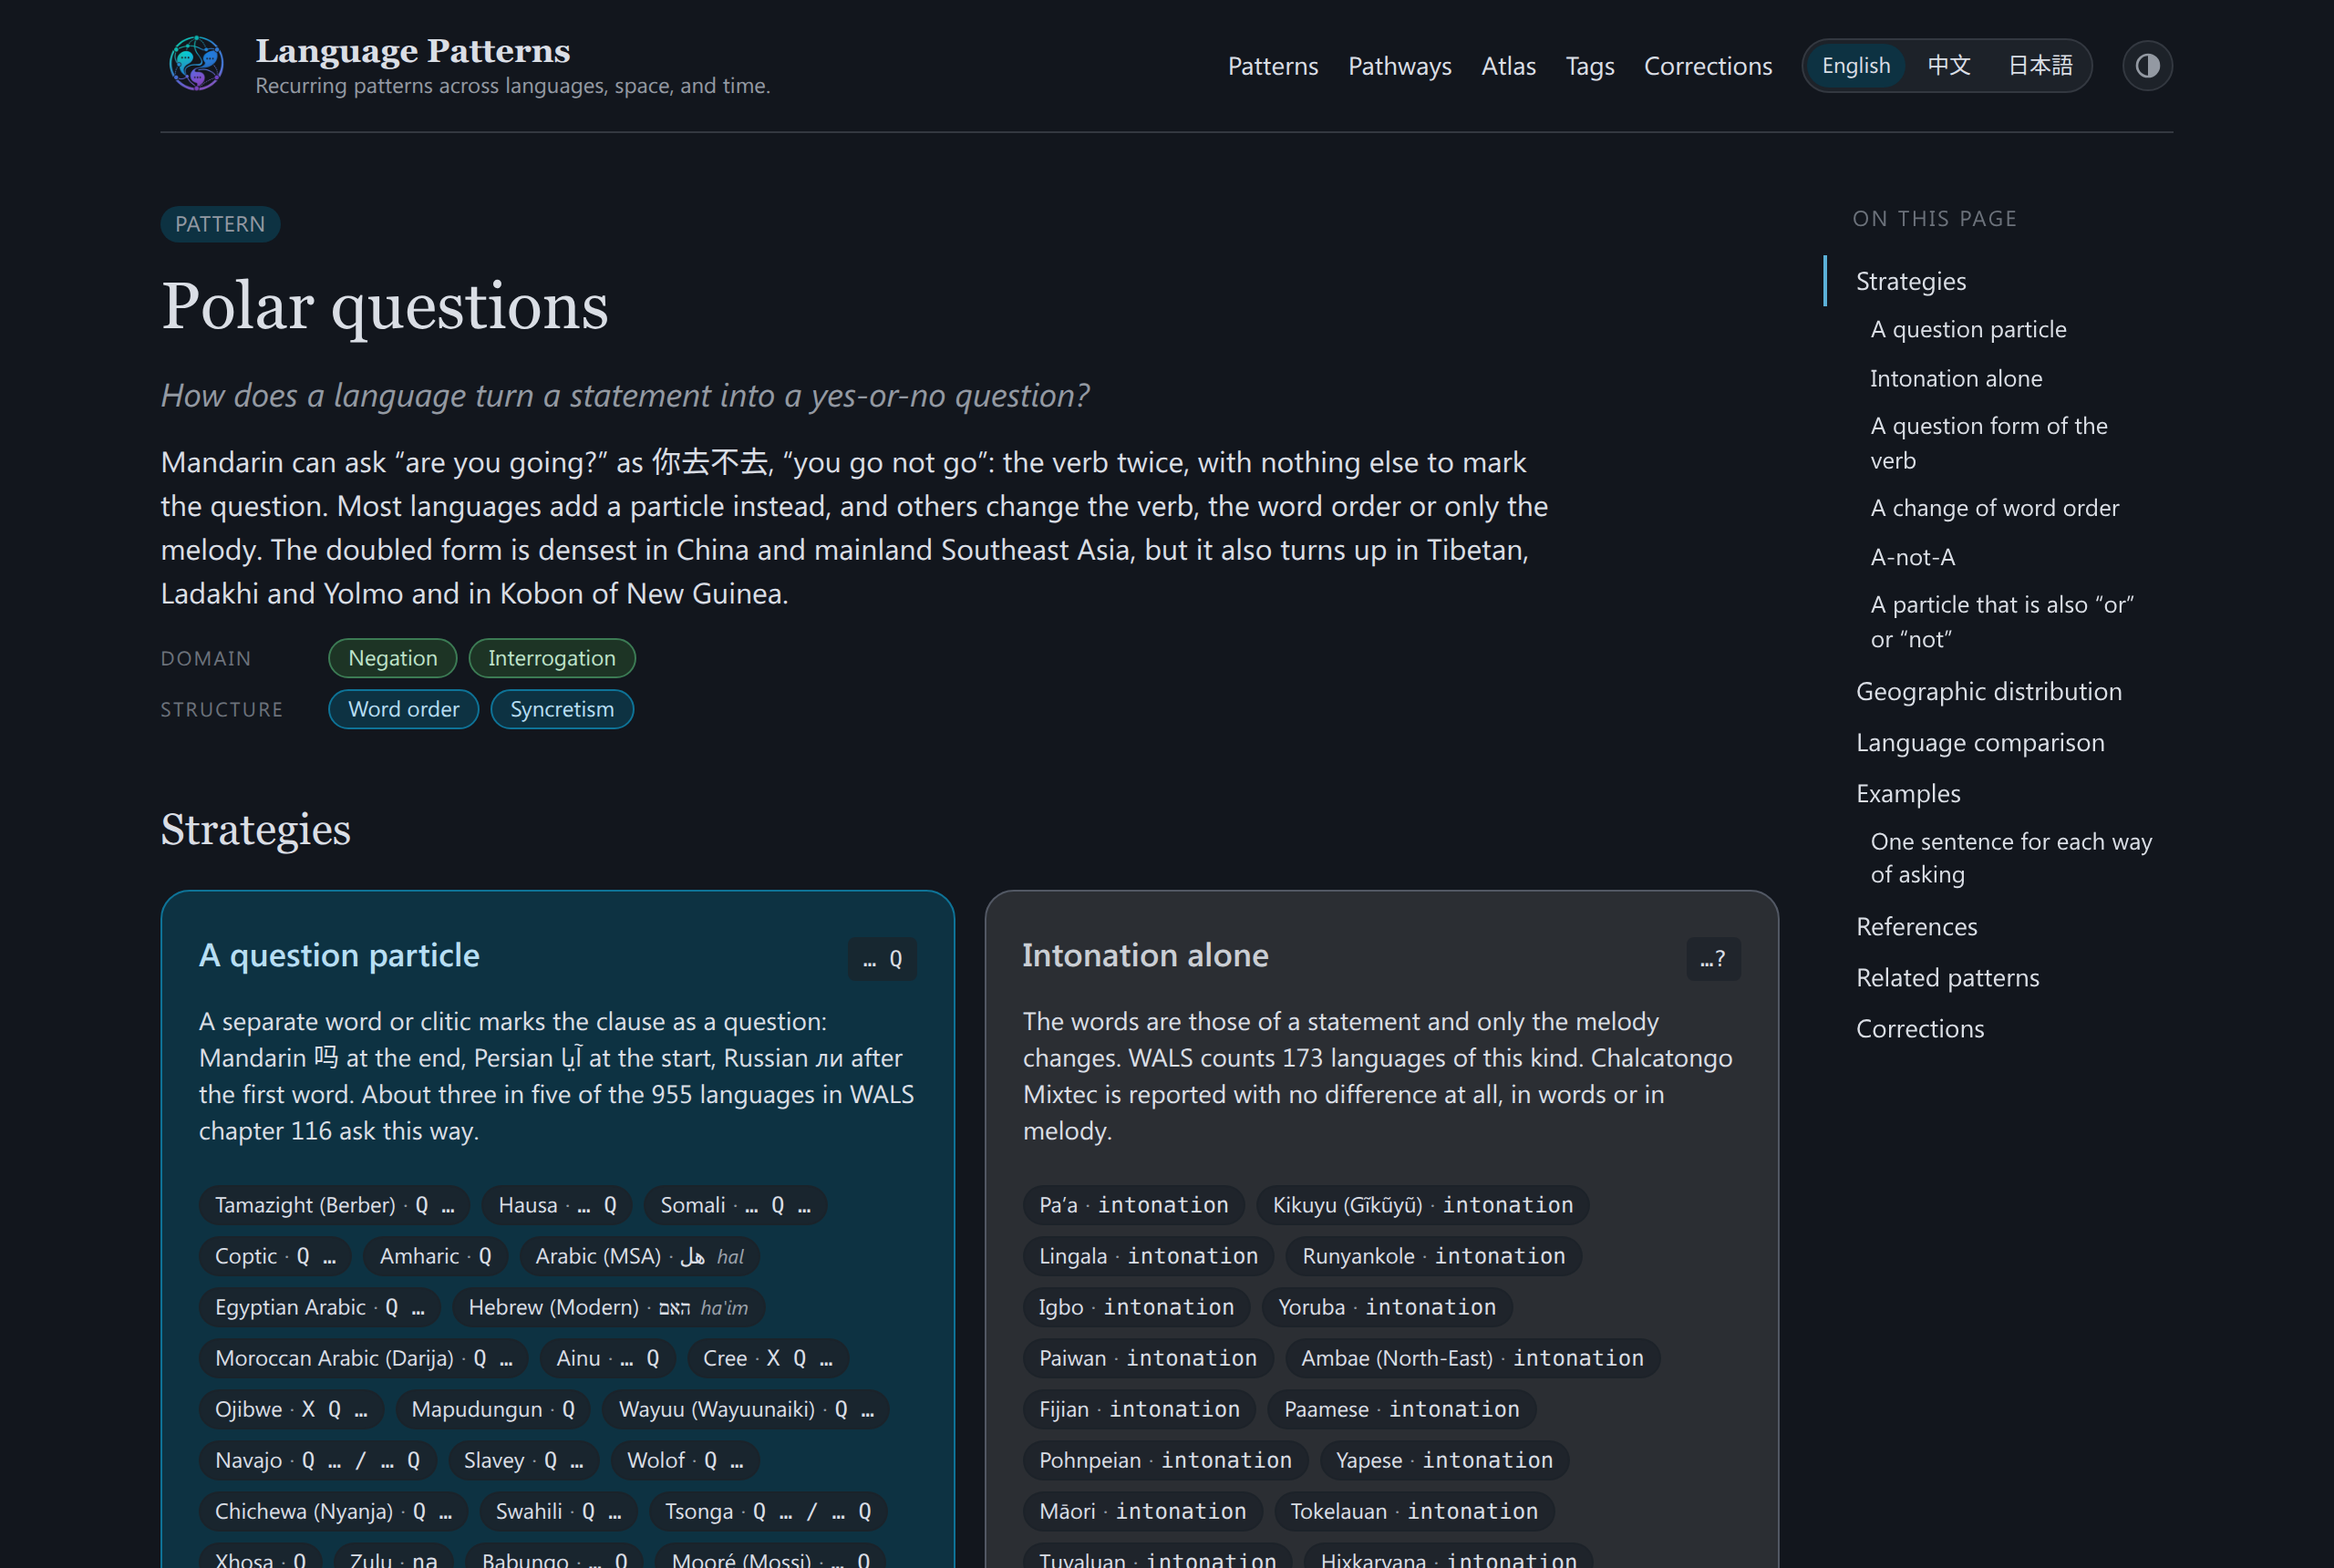 Language Patterns
Recurring patterns across languages, space, and time.
Patterns Pathways Atlas Tags Corrections English 中文 日本語
PATTERN
Polar questions
How does a language turn a statement into a yes-or-no question?
Mandarin can ask “are you going?” as 你去不去, “you go not go”: the verb twice, with nothing else to mark
the question. Most languages add a particle instead, and others change the verb, the word order or only the
melody. The doubled form is densest in China and mainland Southeast Asia, but it also turns up in Tibetan,
Ladakhi and Yolmo and in Kobon of New Guinea.
DOMAIN Negation Interrogation
STRUCTURE Word order Syncretism
Strategies
A question particle … Q
A separate word or clitic marks the clause as a question:
Mandarin 吗 at the end, Persian آیا at the start, Russian ли after
the first word. About three in five of the 955 languages in WALS
chapter 116 ask this way.
Tamazight (Berber) · Q … Hausa · … Q Somali · … Q …
Coptic · Q … Amharic · Q Arabic (MSA) · هل hal
Egyptian Arabic · Q … Hebrew (Modern) · האם ha'im
Moroccan Arabic (Darija) · Q … Ainu · … Q Cree · X Q …
Ojibwe · X Q … Mapudungun · Q Wayuu (Wayuunaiki) · Q …
Navajo · Q … / … Q Slavey · Q … Wolof · Q …
Chichewa (Nyanja) · Q … Swahili · Q … Tsonga · Q … / … Q
Xhosa · Q Zulu · na Babungo · … Q Mooré (Mossi) · … Q
Intonation alone …?
The words are those of a statement and only the melody
changes. WALS counts 173 languages of this kind. Chalcatongo
Mixtec is reported with no difference at all, in words or in
melody.
Pa’a · intonation Kikuyu (Gĩkũyũ) · intonation
Lingala · intonation Runyankole · intonation
Igbo · intonation Yoruba · intonation
Paiwan · intonation Ambae (North-East) · intonation
Fijian · intonation Paamese · intonation
Pohnpeian · intonation Yapese · intonation
Māori · intonation Tokelauan · intonation
Tuvaluan · intonation Hixkaryana · intonation
ON THIS PAGE
Strategies
A question particle
Intonation alone
A question form of the
verb
A change of word order
A-not-A
A particle that is also “or”
or “not”
Geographic distribution
Language comparison
Examples
One sentence for each way
of asking
References
Related patterns
Corrections